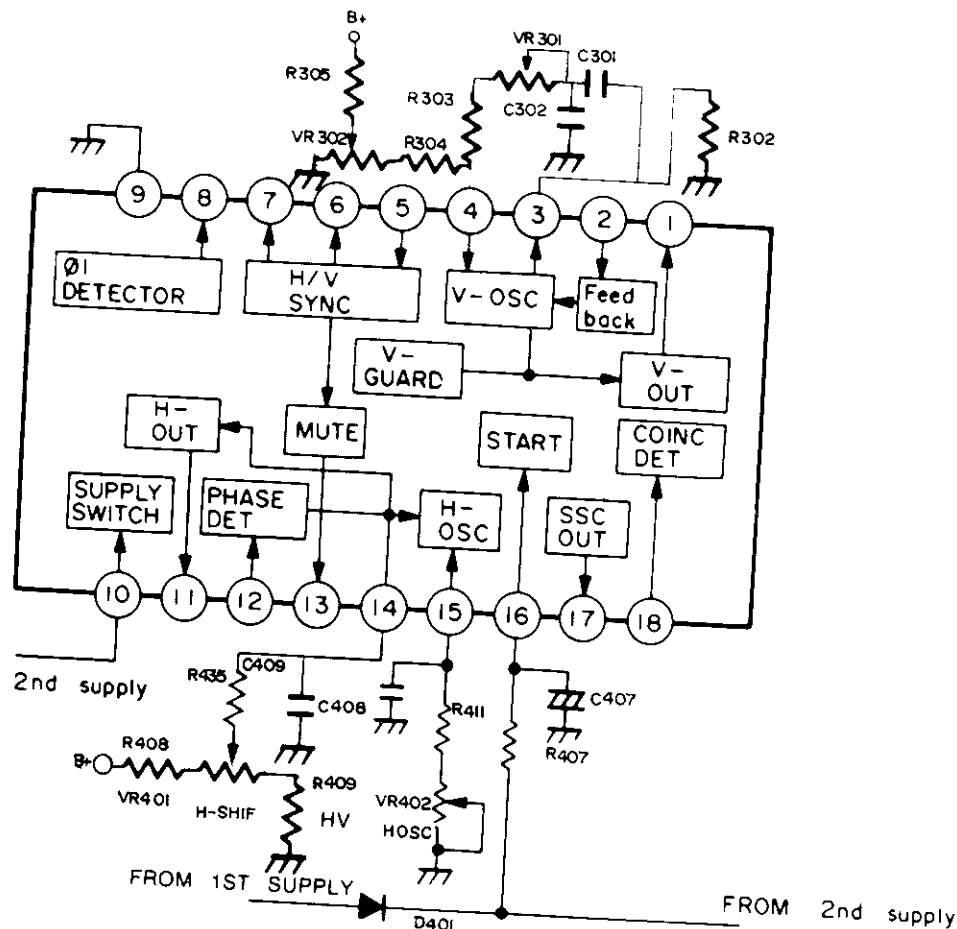 B+
VR301
C301
R305
R303
C302
R302
VR302
R304
9
8
7
6
5
4
3
2
1
Ø1
DETECTOR
H/V
SYNC
V-OSC
Feed
back
V-
GUARD
V-
OUT
H-
OUT
MUTE
START
COINC
DET
SUPPLY
SWITCH
PHASE
DET
H-
OSC
SSC
OUT
10
11
12
13
14
15
16
17
18
2nd supply
R435
C409
C408
R411
C407
R407
B+
R408
VR401
H-SHIF
R409
HV
VR402
HOSC
FROM 1ST SUPPLY
D401
FROM 2nd supply